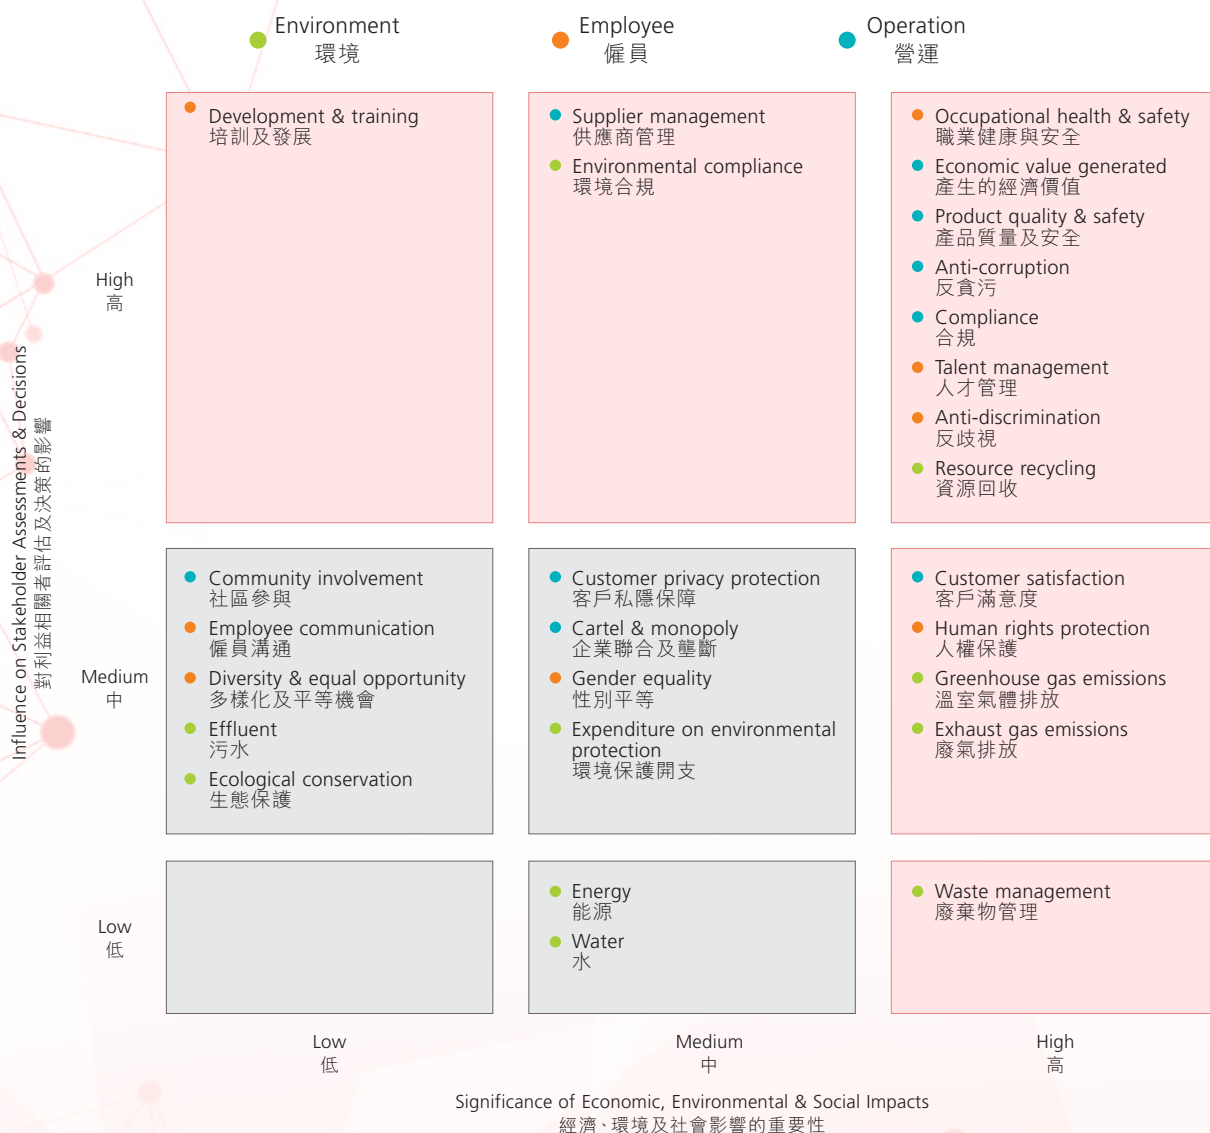 Environment
環境
Employee
僱員
Operation
營運
Influence on Stakeholder Assessments & Decisions
對利益相關者評估及決策的影響
High
高
Development & training
培訓及發展
Supplier management
供應商管理
Environmental compliance
環境合規
Occupational health & safety
職業健康與安全
Economic value generated
產生的經濟價值
Product quality & safety
產品質量及安全
Anti-corruption
反貪污
Compliance
合規
Talent management
人才管理
Anti-discrimination
反歧視
Resource recycling
資源回收
Medium
中
Community involvement
社區參與
Employee communication
僱員溝通
Diversity & equal opportunity
多樣化及平等機會
Effluent
污水
Ecological conservation
生態保護
Customer privacy protection
客戶私隱保障
Cartel & monopoly
企業聯合及壟斷
Gender equality
性別平等
Expenditure on environmental
protection
環境保護開支
Customer satisfaction
客戶滿意度
Human rights protection
人權保護
Greenhouse gas emissions
溫室氣體排放
Exhaust gas emissions
廢氣排放
Low
低
Energy
能源
Water
水
Waste management
廢棄物管理
Low
低
Medium
中
High
高
Significance of Economic, Environmental & Social Impacts
經濟、環境及社會影響的重要性